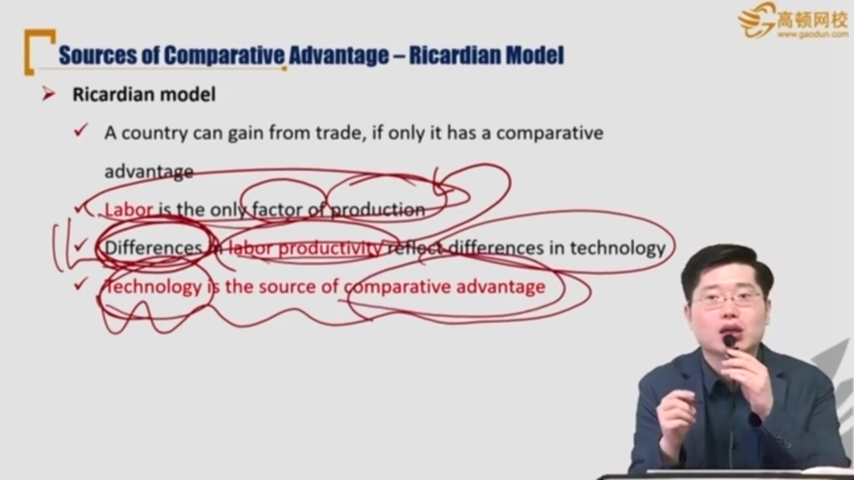 高顿网校
www.gaodun.com
Sources of Comparative Advantage – Ricardian Model
Ricardian model
A country can gain from trade, if only it has a comparative
advantage
Labor is the only factor of production
Differences in labor productivity reflect differences in technology
Technology is the source of comparative advantage